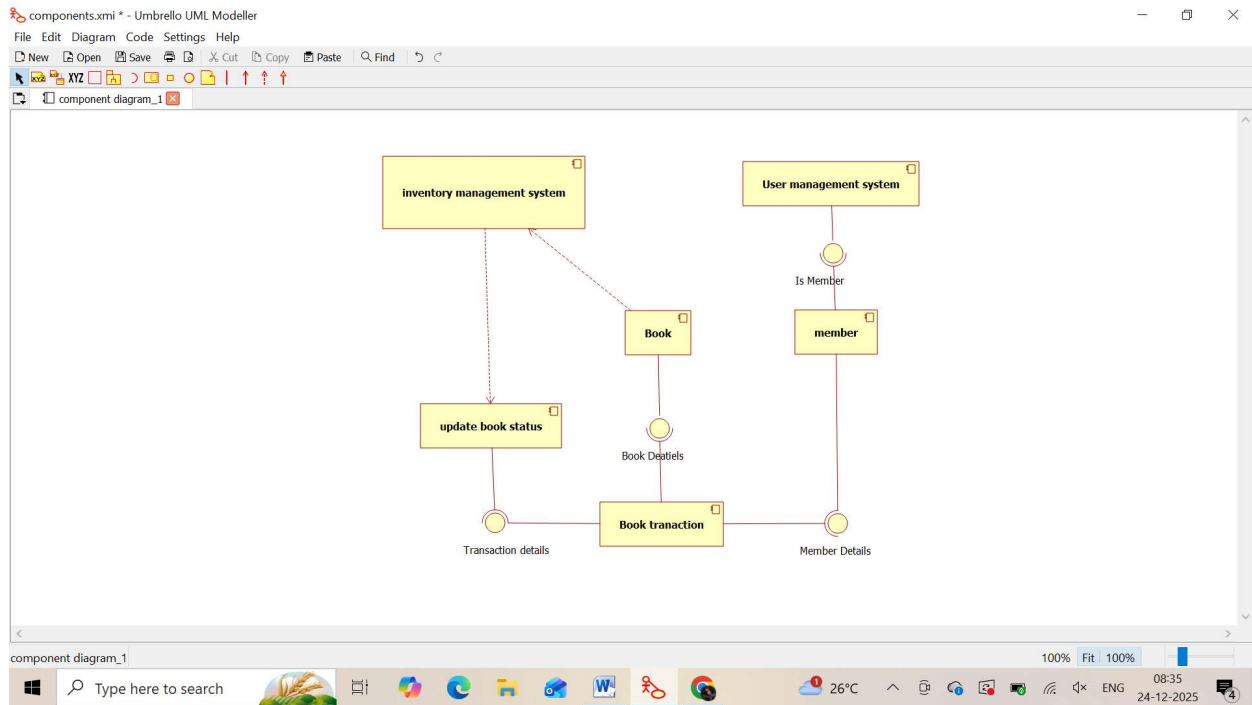 components.xmi * - Umbrello UML Modeller
File Edit Diagram Code Settings Help
New Open Save Cut Copy Paste Find
XYZ XYZ
component diagram_1
inventory management system
User management system
Is Member
Book
member
update book status
Book Deatiels
Book tranaction
Transaction details
Member Details
component diagram_1 100% Fit 100%
Type here to search 1 26°C ENG 08:35
24-12-2025 4